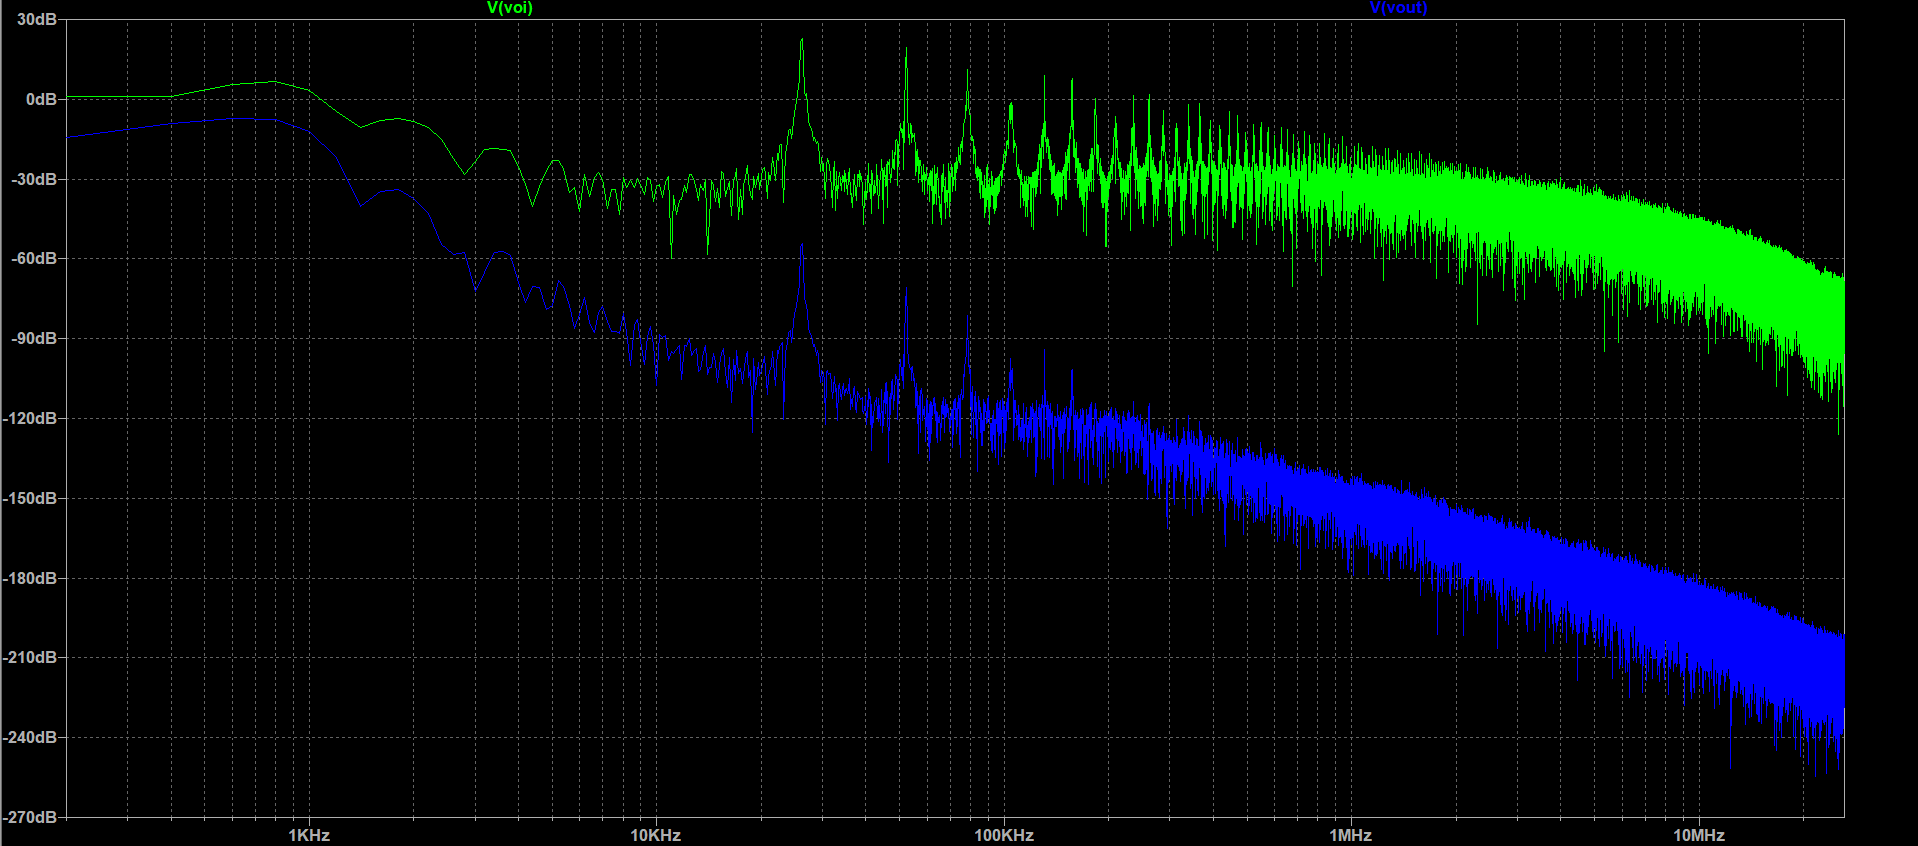 V(voi) V(vout)
30dB
0dB
-30dB
-60dB
-90dB
-120dB
-150dB
-180dB
-210dB
-240dB
-270dB
1KHz 10KHz 100KHz 1MHz 10MHz